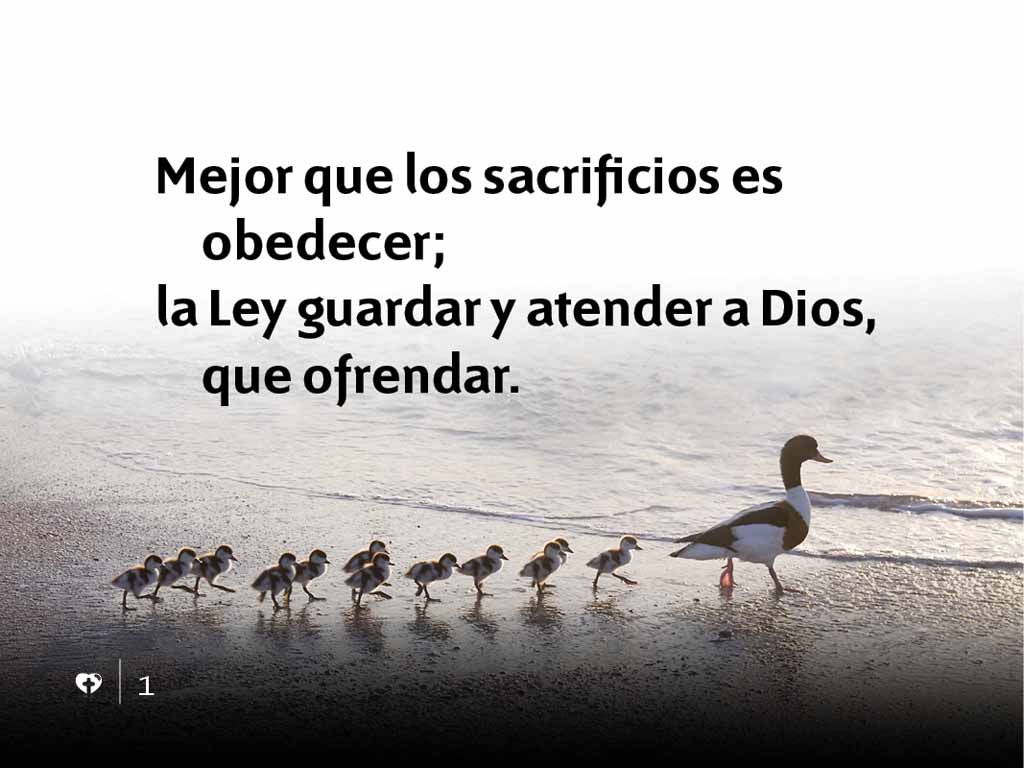 Mejor que los sacrificios es
obedecer;
la Ley guardar y atender a Dios,
que ofrendar.
1